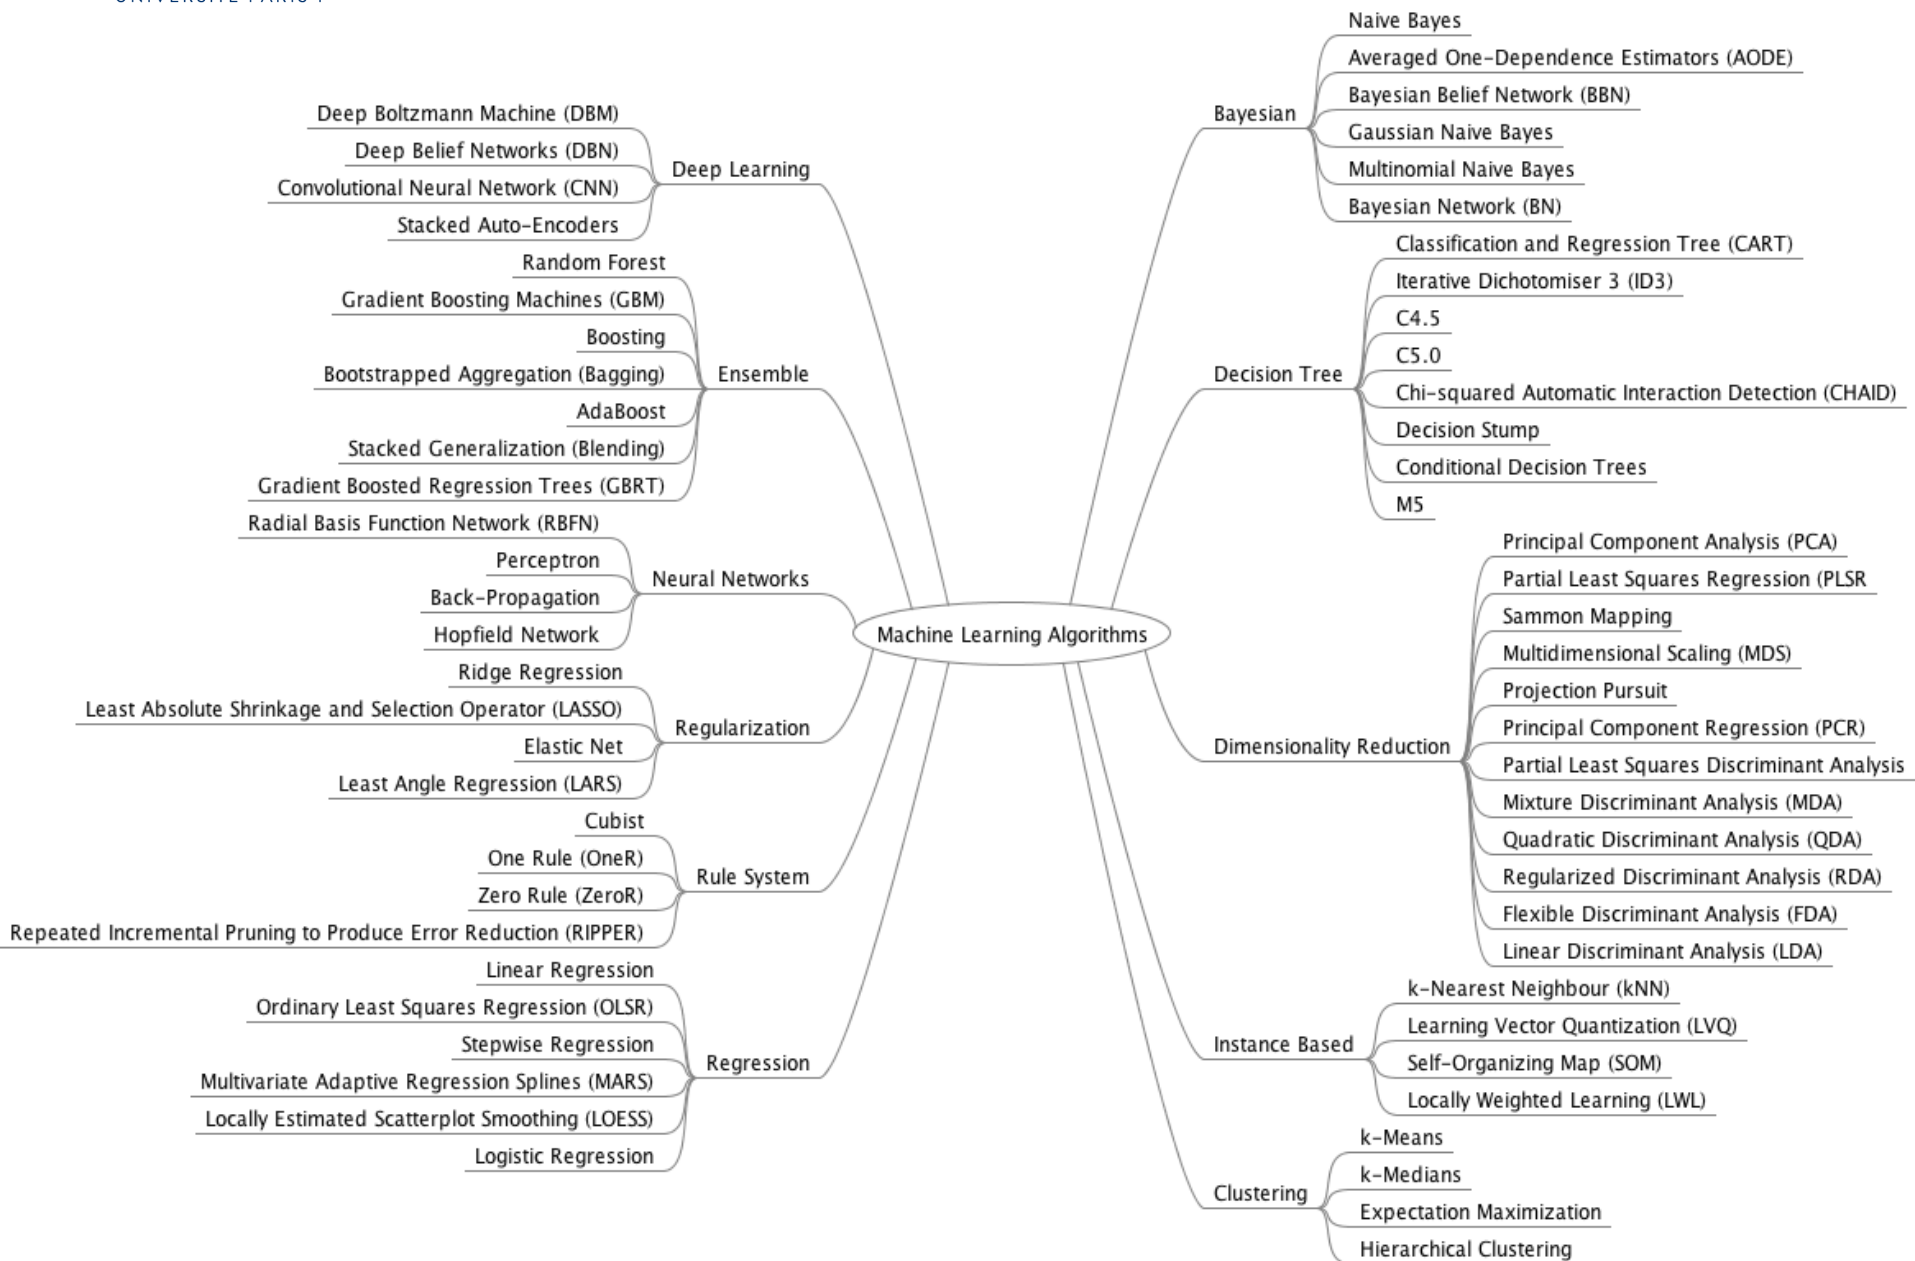 Deep Boltzmann Machine (DBM)
Deep Belief Networks (DBN)
Convolutional Neural Network (CNN)
Stacked Auto-Encoders
Deep Learning
Random Forest
Gradient Boosting Machines (GBM)
Boosting
Bootstrapped Aggregation (Bagging)
AdaBoost
Stacked Generalization (Blending)
Gradient Boosted Regression Trees (GBRT)
Ensemble
Radial Basis Function Network (RBFN)
Perceptron
Back-Propagation
Hopfield Network
Neural Networks
Ridge Regression
Least Absolute Shrinkage and Selection Operator (LASSO)
Elastic Net
Least Angle Regression (LARS)
Regularization
Cubist
One Rule (OneR)
Zero Rule (ZeroR)
Repeated Incremental Pruning to Produce Error Reduction (RIPPER)
Rule System
Linear Regression
Ordinary Least Squares Regression (OLSR)
Stepwise Regression
Multivariate Adaptive Regression Splines (MARS)
Locally Estimated Scatterplot Smoothing (LOESS)
Logistic Regression
Regression
Machine Learning Algorithms
Bayesian
Naive Bayes
Averaged One-Dependence Estimators (AODE)
Bayesian Belief Network (BBN)
Gaussian Naive Bayes
Multinomial Naive Bayes
Bayesian Network (BN)
Decision Tree
Classification and Regression Tree (CART)
Iterative Dichotomiser 3 (ID3)
C4.5
C5.0
Chi-squared Automatic Interaction Detection (CHAID)
Decision Stump
Conditional Decision Trees
M5
Dimensionality Reduction
Principal Component Analysis (PCA)
Partial Least Squares Regression (PLSR
Sammon Mapping
Multidimensional Scaling (MDS)
Projection Pursuit
Principal Component Regression (PCR)
Partial Least Squares Discriminant Analysis
Mixture Discriminant Analysis (MDA)
Quadratic Discriminant Analysis (QDA)
Regularized Discriminant Analysis (RDA)
Flexible Discriminant Analysis (FDA)
Linear Discriminant Analysis (LDA)
Instance Based
k-Nearest Neighbour (kNN)
Learning Vector Quantization (LVQ)
Self-Organizing Map (SOM)
Locally Weighted Learning (LWL)
Clustering
k-Means
k-Medians
Expectation Maximization
Hierarchical Clustering